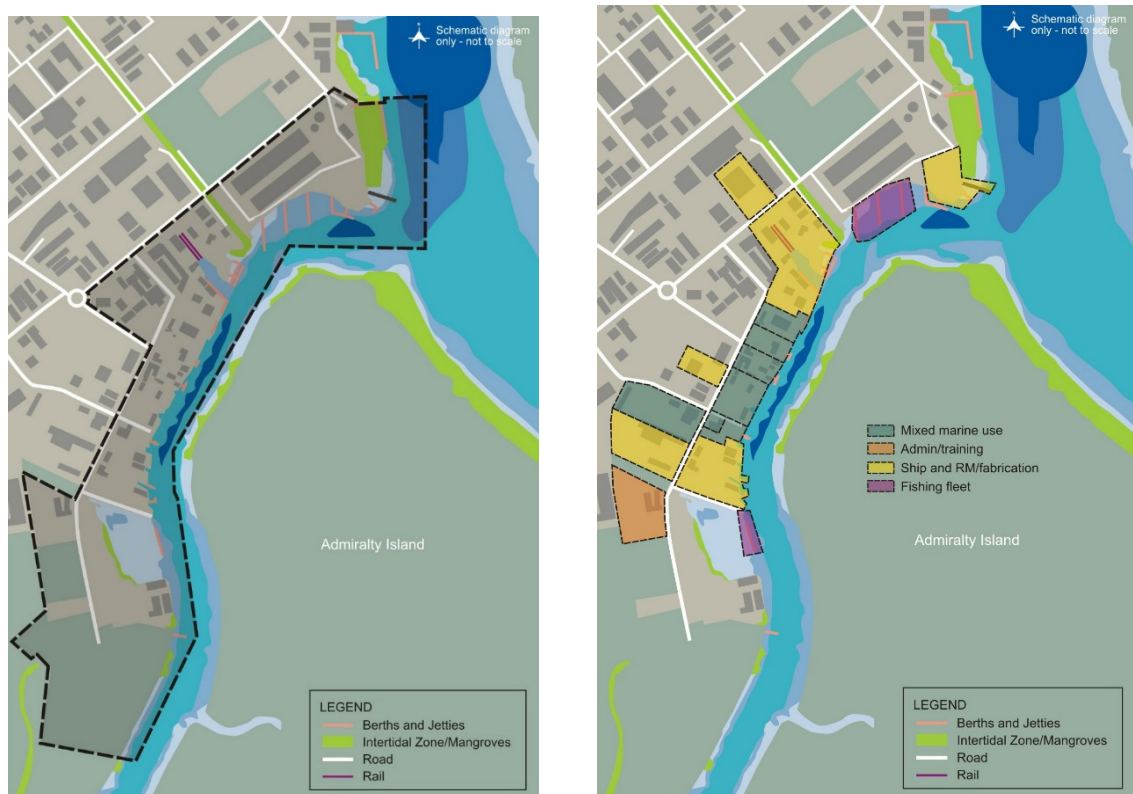 Schematic diagram
only - not to scale
Admiralty Island
LEGEND
Berths and Jetties
Intertidal Zone/Mangroves
Road
Rail
Schematic diagram
only - not to scale
Mixed marine use
Admin/training
Ship and RM/fabrication
Fishing fleet
Admiralty Island
LEGEND
Berths and Jetties
Intertidal Zone/Mangroves
Road
Rail